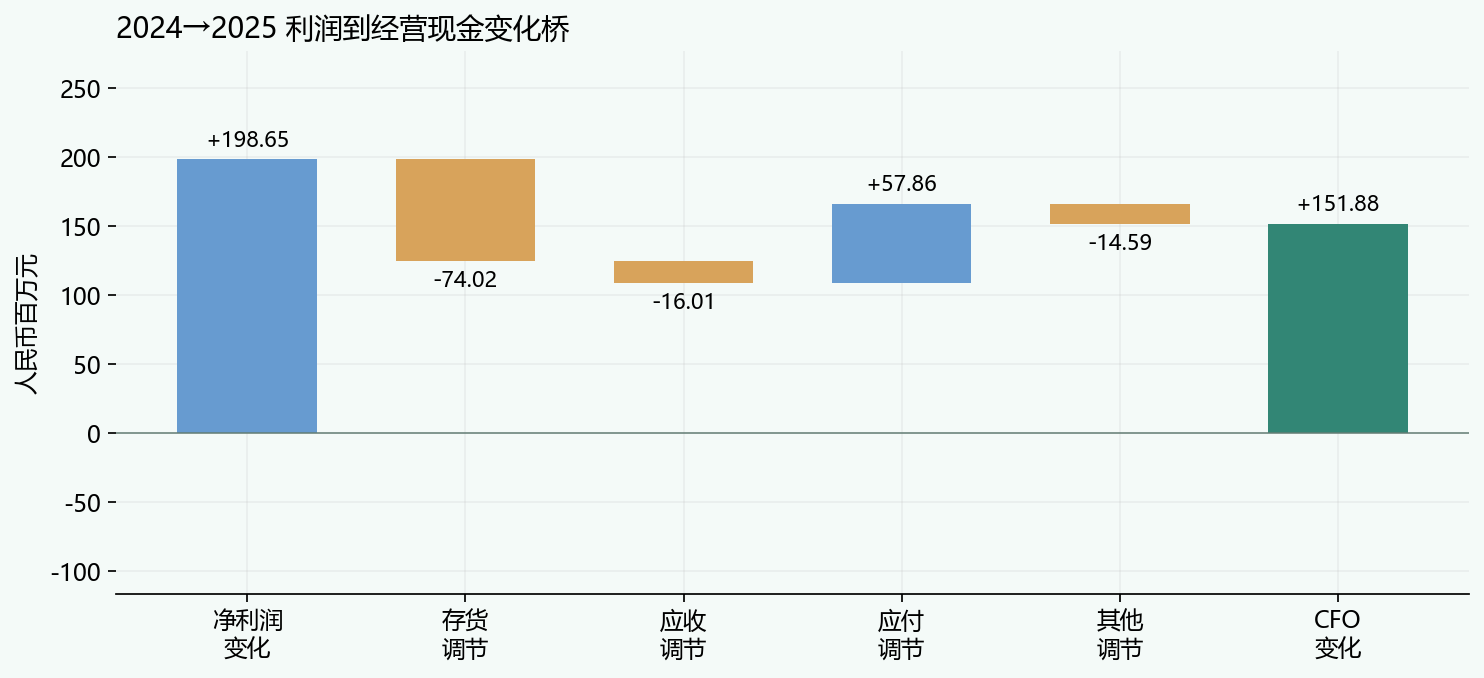 2024→2025 利润到经营现金变化桥
人民币百万元
250
200
150
100
50
0
-50
-100
+198.65
-74.02
-16.01
+57.86
-14.59
+151.88
净利润
变化
存货
调节
应收
调节
应付
调节
其他
调节
CFO
变化